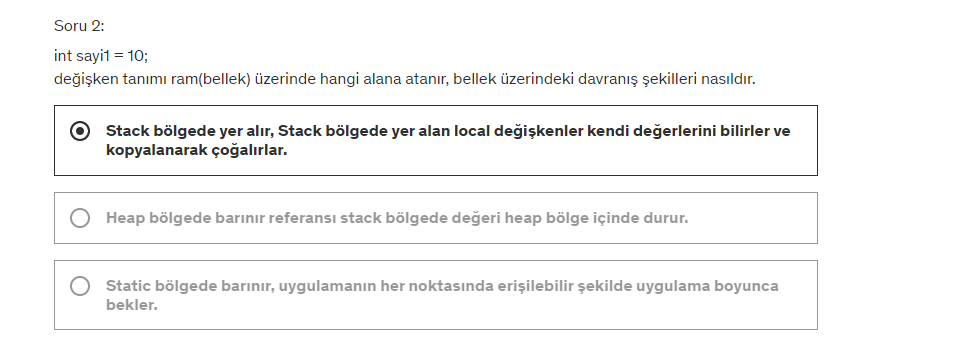 Soru 2:
int sayi1 = 10;
değişken tanımı ram(bellek) üzerinde hangi alana atanır, bellek üzerindeki davranış şekilleri nasıldır.
Stack bölgede yer alır, Stack bölgede yer alan local değişkenler kendi değerlerini bilirler ve
kopyalanarak çoğalırlar.
Heap bölgede barınır referansı stack bölgede değeri heap bölge içinde durur.
Static bölgede barınır, uygulamanın her noktasında erişilebilir şekilde uygulama boyunca
bekler.